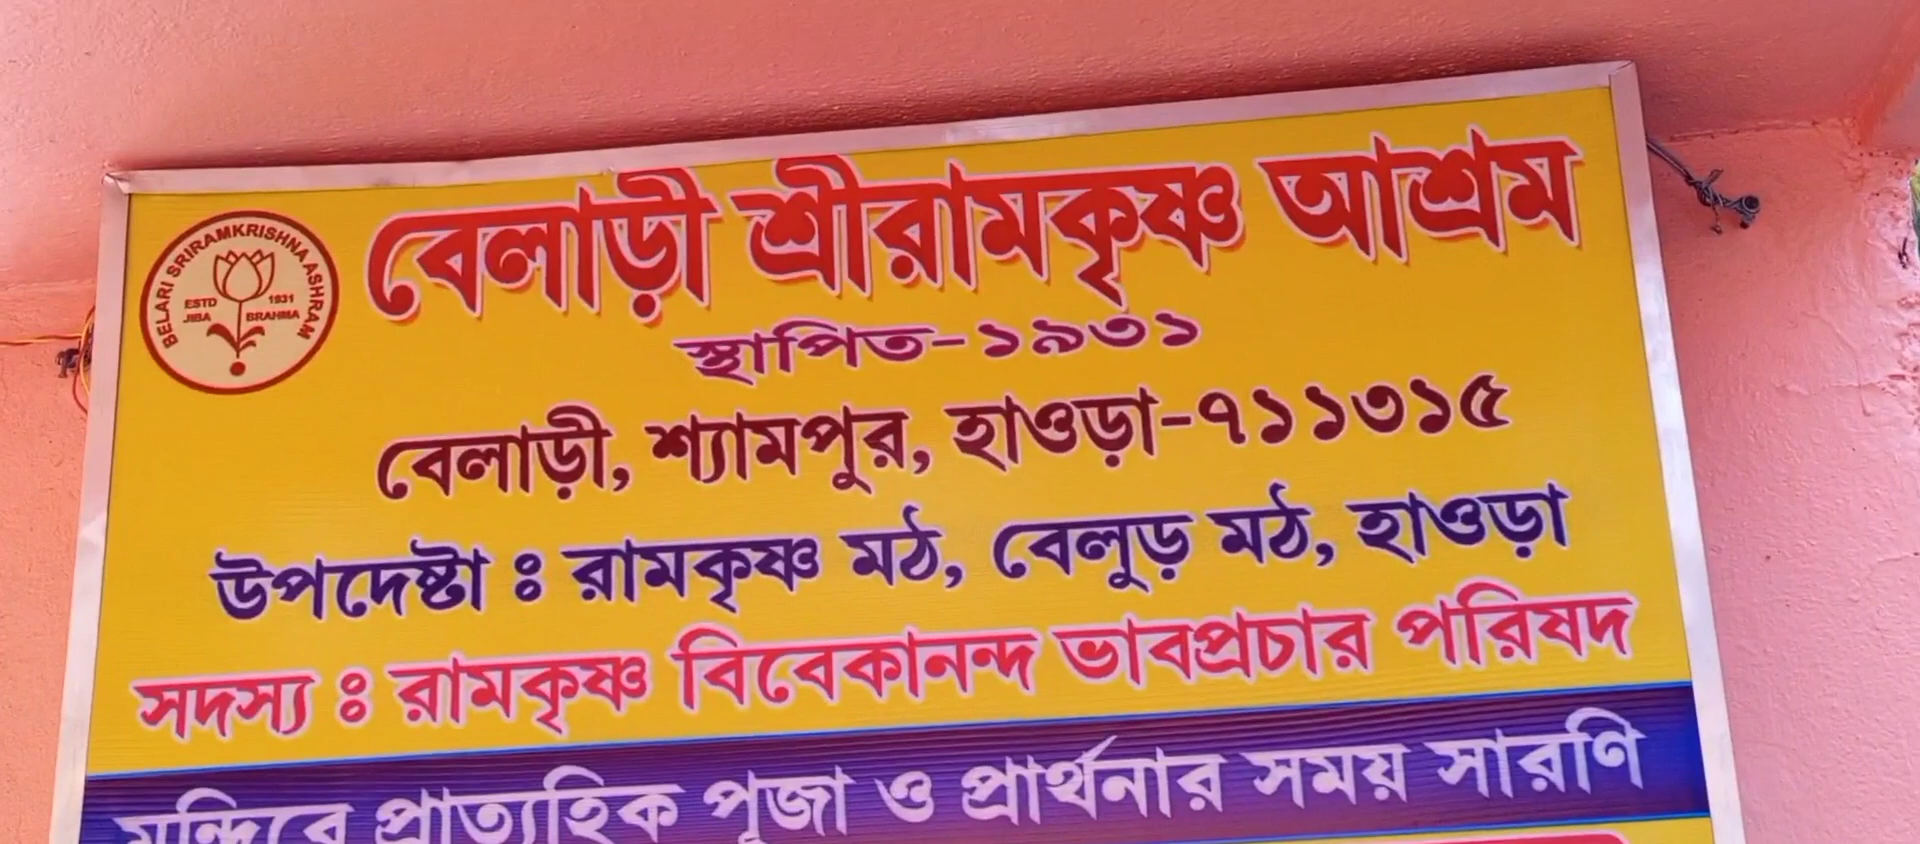 বেলাড়ী শ্রীরামকৃষ্ণ আশ্রম
BELARI SRIRAMKRISHNA ASHRAM
ESTD 1931
JIBA BRAHMA
স্থাপিত-১৯৩১
বেলাড়ী, শ্যামপুর, হাওড়া-৭১১৩১৫
উপদেষ্টা ঃ রামকৃষ্ণ মঠ, বেলুড় মঠ, হাওড়া
সদস্য ঃ রামকৃষ্ণ বিবেকানন্দ ভাবপ্রচার পরিষদ
মন্দিরে প্রাত্যহিক পূজা ও প্রার্থনার সময় সারণি